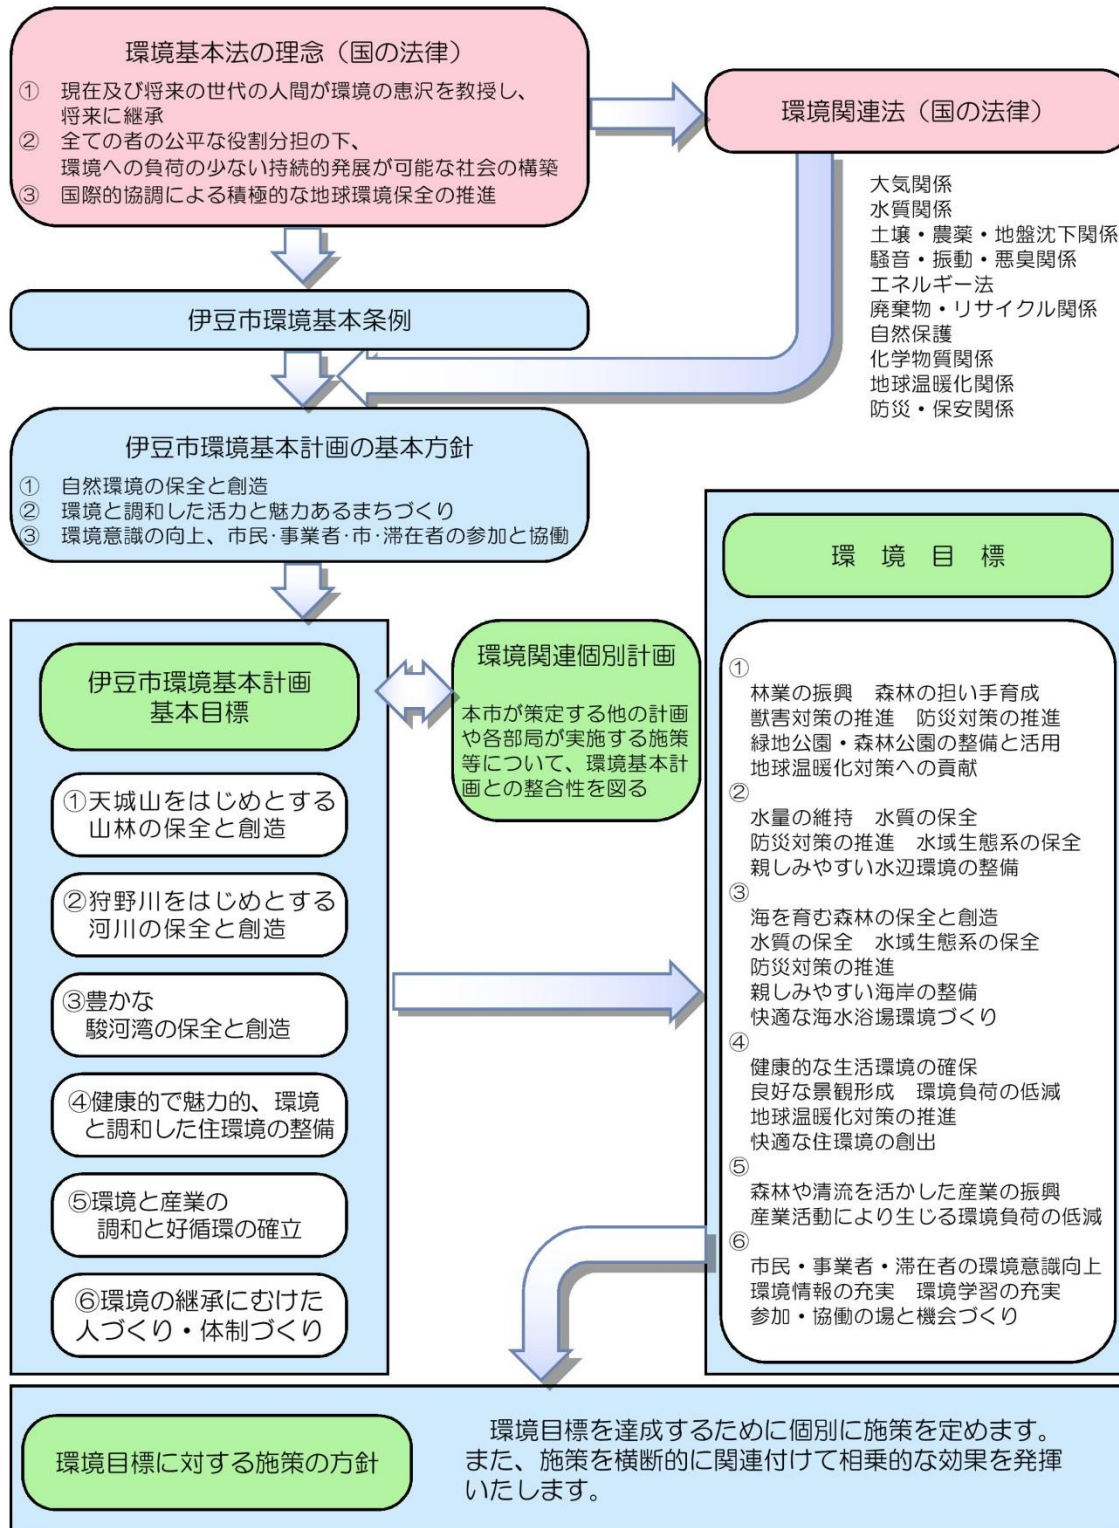 環境基本法の理念（国の法律）
① 現在及び将来の世代の人間が環境の恵沢を教授し、
将来に継承
② 全ての者の公平な役割分担の下、
環境への負荷の少ない持続的発展が可能な社会の構築
③ 国際的協調による積極的な地球環境保全の推進
環境関連法（国の法律）
大気関係
水質関係
土壌・農薬・地盤沈下関係
騒音・振動・悪臭関係
エネルギー法
廃棄物・リサイクル関係
自然保護
化学物質関係
地球温暖化関係
防災・保安関係
伊豆市環境基本条例
伊豆市環境基本計画の基本方針
① 自然環境の保全と創造
② 環境と調和した活力と魅力あるまちづくり
③ 環境意識の向上、市民・事業者・市・滞在者の参加と協働
伊豆市環境基本計画
基本目標
①天城山をはじめとする
山林の保全と創造
②狩野川をはじめとする
河川の保全と創造
③豊かな
駿河湾の保全と創造
④健康的で魅力的、環境
と調和した住環境の整備
⑤環境と産業の
調和と好循環の確立
⑥環境の継承にむけた
人づくり・体制づくり
環境関連個別計画
本市が策定する他の計画
や各部局が実施する施策
等について、環境基本計
画との整合性を図る
環 境 目 標
①
林業の振興 森林の担い手育成
獣害対策の推進 防災対策の推進
緑地公園・森林公園の整備と活用
地球温暖化対策への貢献
②
水量の維持 水質の保全
防災対策の推進 水域生態系の保全
親しみやすい水辺環境の整備
③
海を育む森林の保全と創造
水質の保全 水域生態系の保全
防災対策の推進
親しみやすい海岸の整備
快適な海水浴場環境づくり
④
健康的な生活環境の確保
良好な景観形成 環境負荷の低減
地球温暖化対策の推進
快適な住環境の創出
⑤
森林や清流を活かした産業の振興
産業活動により生じる環境負荷の低減
⑥
市民・事業者・滞在者の環境意識向上
環境情報の充実 環境学習の充実
参加・協働の場と機会づくり
環境目標に対する施策の方針
環境目標を達成するために個別に施策を定めます。
また、施策を横断的に関連付けて相乗的な効果を発揮
いたします。